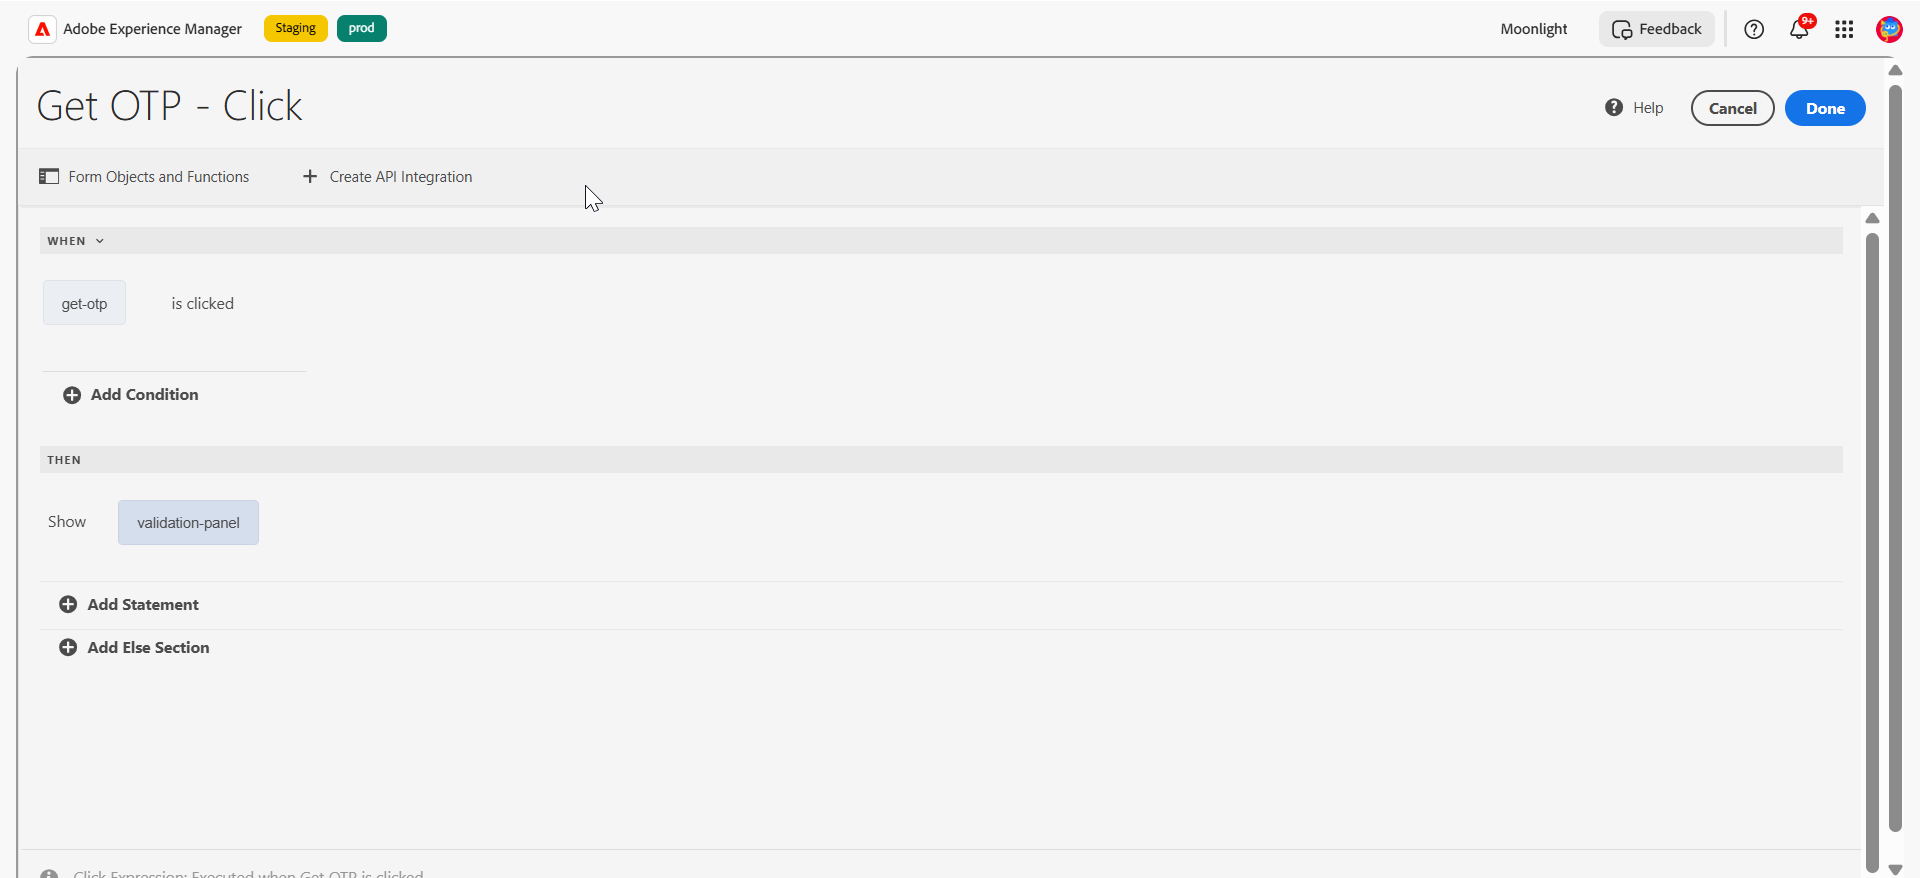 Adobe Experience Manager Staging prod Moonlight Feedback 9+
Get OTP - Click
Help Cancel Done
Form Objects and Functions Create API Integration
WHEN
get-otp is clicked
Add Condition
THEN
Show validation-panel
Add Statement
Add Else Section
Click Expression: Executed when Get OTP is clicked